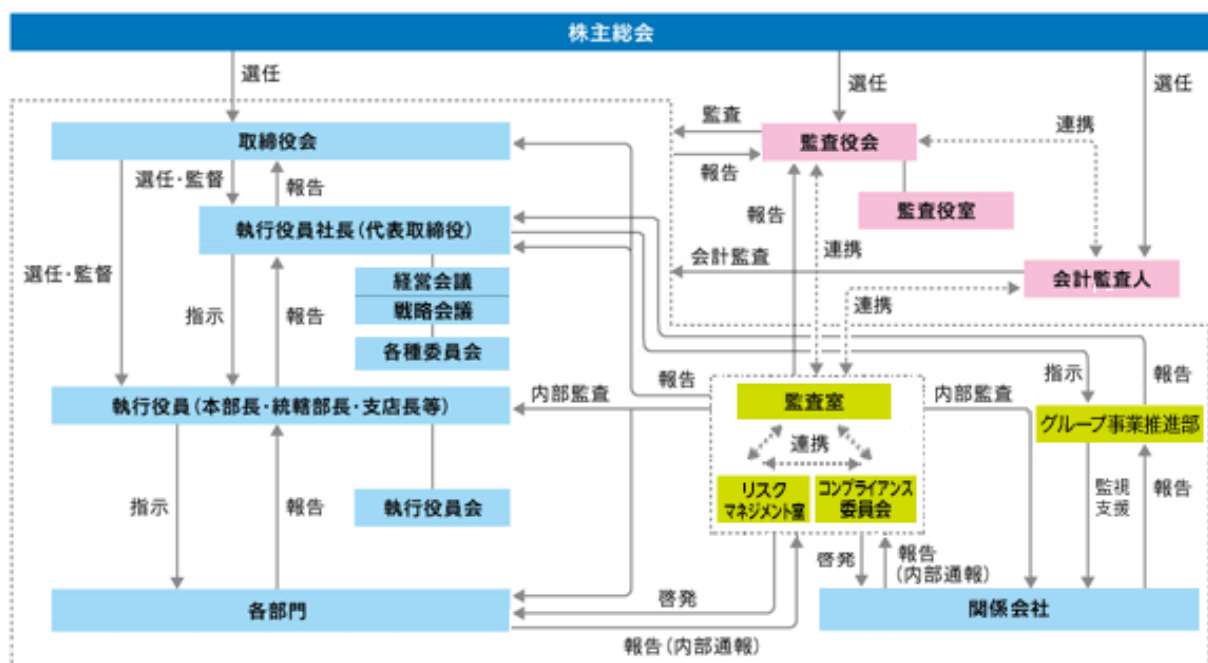 株主総会
選任
選任
選任
取締役会
監査
監査役会
連携
選任・監督
報告
報告
監査役室
執行役員社長(代表取締役)
報告
連携
選任・監督
会計監査
会計監査人
経営会議
戦略会議
指示
報告
連携
各種委員会
報告
指示
報告
内部監査
監査室
内部監査
執行役員(本部長・統轄部長・支店長等)
グループ事業推進部
連携
指示
報告
執行役員会
リスク
マネジメント室
コンプライアンス
委員会
監視
支援
報告
啓発
報告
(内部通報)
各部門
啓発
関係会社
報告(内部通報)